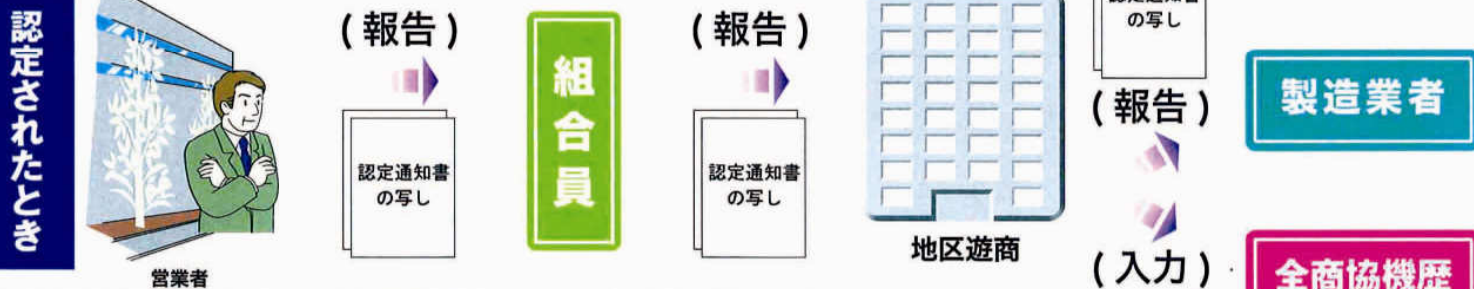 認定されたとき
営業者
(報告)
認定通知書
の写し
組合員
(報告)
認定通知書
の写し
地区遊商
の写し
(報告)
製造業者
(入力)
全商協機歴